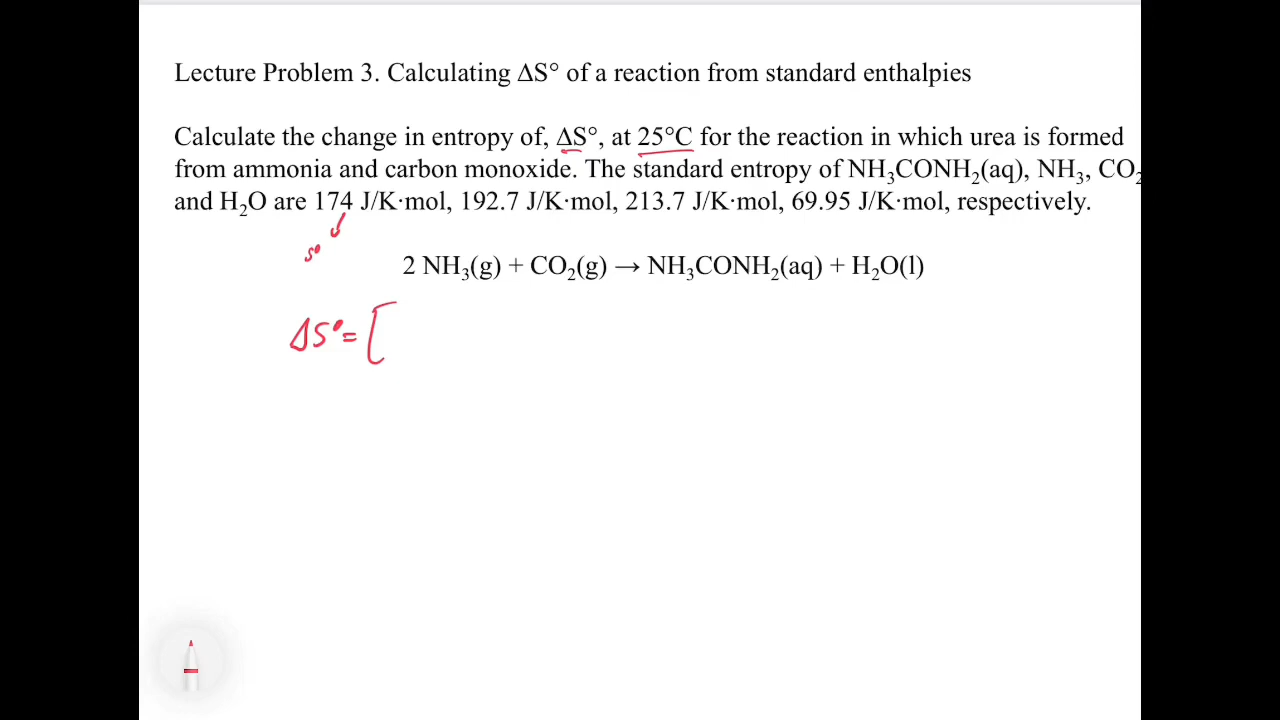 Lecture Problem 3. Calculating ΔS° of a reaction from standard enthalpies
Calculate the change in entropy of, ΔS°, at 25°C for the reaction in which urea is formed
from ammonia and carbon monoxide. The standard entropy of NH₃CONH₂(aq), NH₃, CO₂
and H₂O are 174 J/K·mol, 192.7 J/K·mol, 213.7 J/K·mol, 69.95 J/K·mol, respectively.
S°
2 NH₃(g) + CO₂(g) → NH₃CONH₂(aq) + H₂O(l)
ΔS° = [